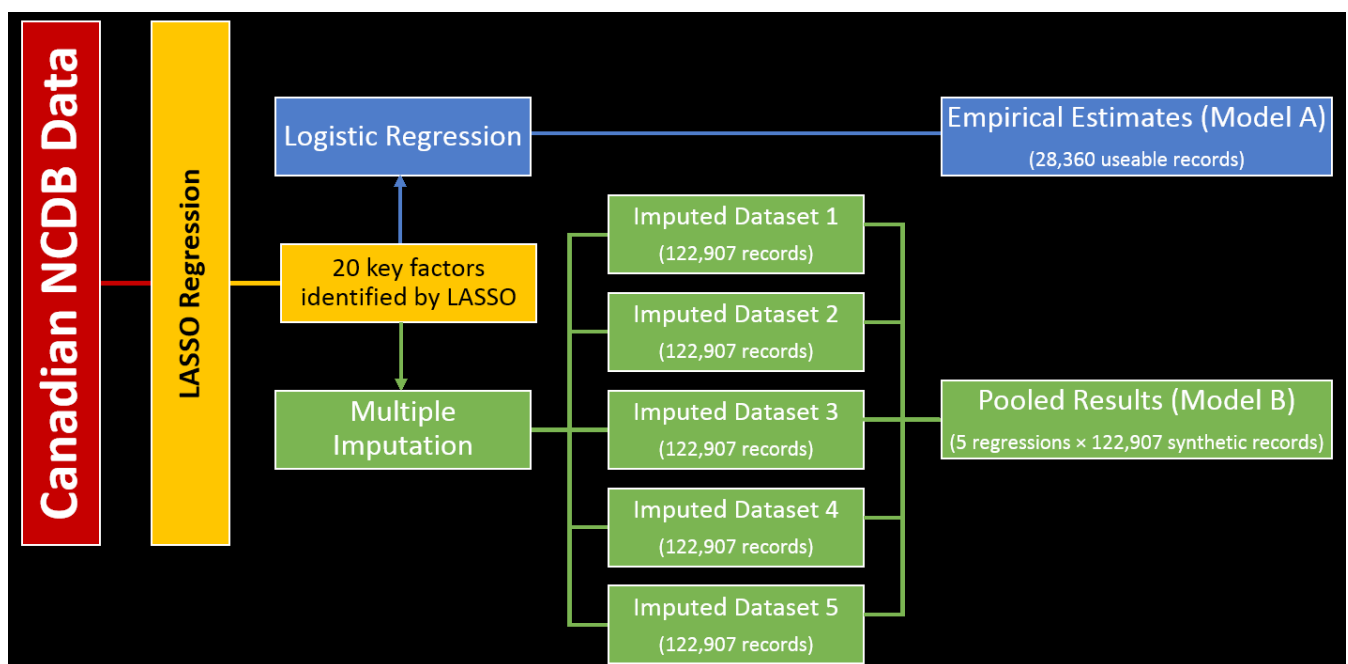 Canadian NCDB Data
LASSO Regression
Logistic Regression
20 key factors
identified by LASSO
Multiple
Imputation
Imputed Dataset 1
(122,907 records)
Imputed Dataset 2
(122,907 records)
Imputed Dataset 3
(122,907 records)
Imputed Dataset 4
(122,907 records)
Imputed Dataset 5
(122,907 records)
Empirical Estimates (Model A)
(28,360 useable records)
Pooled Results (Model B)
(5 regressions × 122,907 synthetic records)